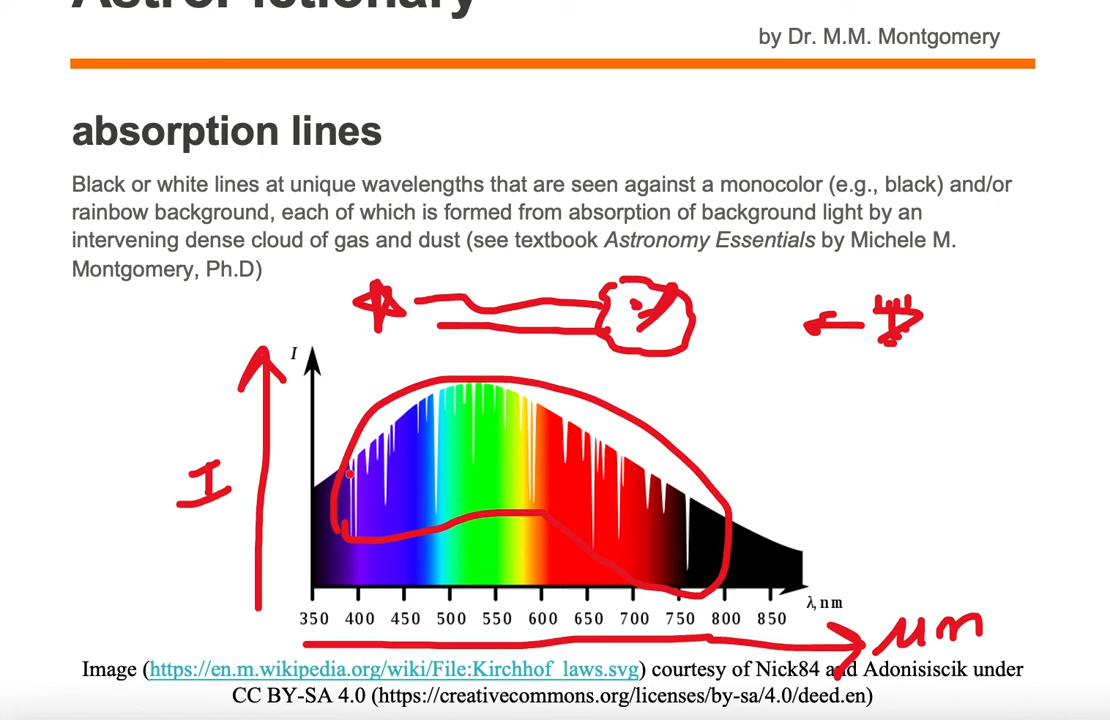 by Dr. M.M. Montgomery
absorption lines
Black or white lines at unique wavelengths that are seen against a monocolor (e.g., black) and/or
rainbow background, each of which is formed from absorption of background light by an
intervening dense cloud of gas and dust (see textbook Astronomy Essentials by Michele M.
Montgomery, Ph.D)
I
I
λ, nm
350 400 450 500 550 600 650 700 750 800 850
μm
Image (https://en.m.wikipedia.org/wiki/File:Kirchhof_laws.svg) courtesy of Nick84 and Adonisiscik under
CC BY-SA 4.0 (https://creativecommons.org/licenses/by-sa/4.0/deed.en)